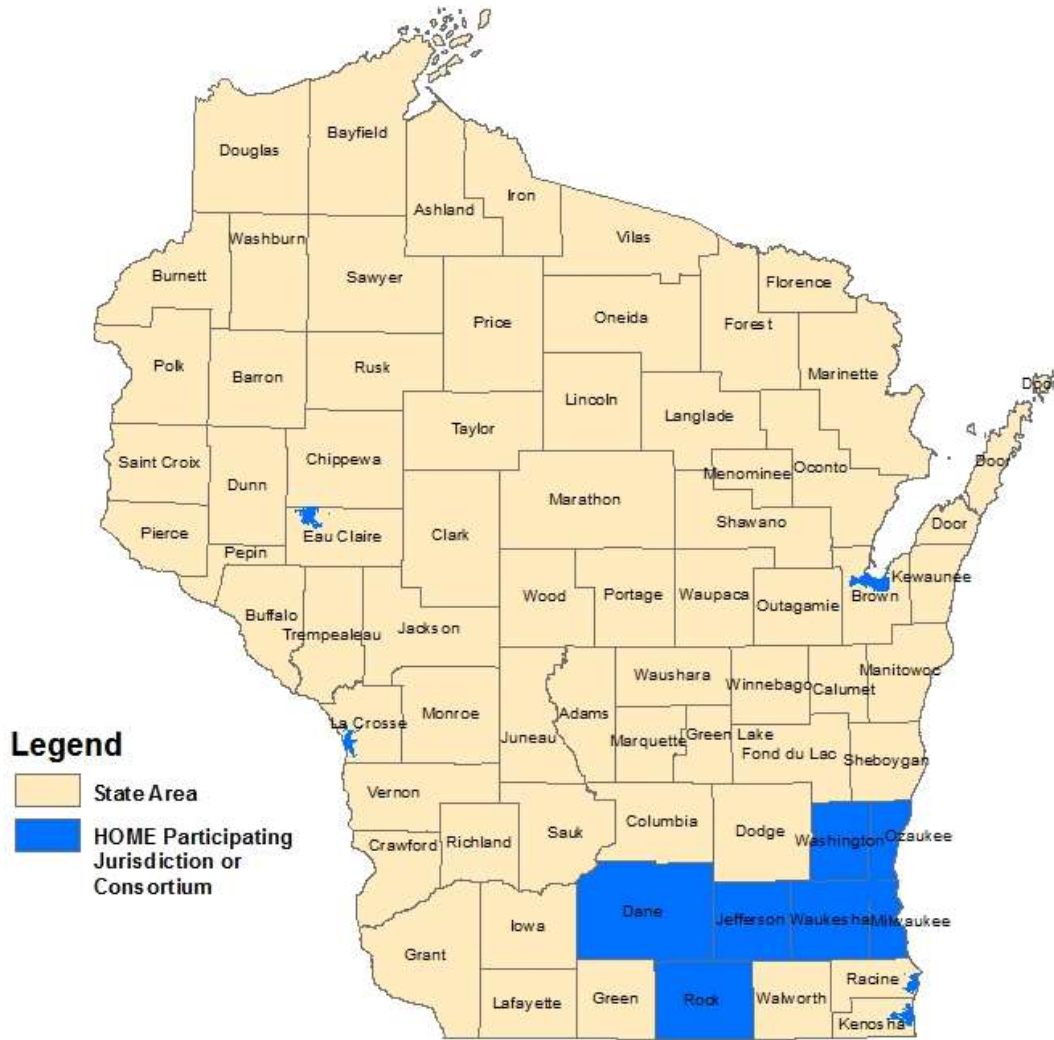 Bayfield
Douglas
Iron
Ashland
Vilas
Washburn
Burnett
Sawyer
Florence
Price
Oneida
Forest
Polk
Barron
Rusk
Marinette
Door
Lincoln
Langlade
Taylor
Saint Croix
Chippewa
Menominee
Oconto
Door
Dunn
Marathon
Shawano
Pierce
Eau Claire
Clark
Door
Pepin
Kewaunee
Wood
Portage
Waupaca
Outagamie
Brown
Buffalo
Trempealeau
Jackson
Waushara
Winnebago
Calumet
Manitowoc
La Crosse
Monroe
Juneau
Adams
Marquette
Green Lake
Fond du Lac
Sheboygan
Legend
State Area
HOME Participating
Jurisdiction or
Consortium
Vernon
Richland
Sauk
Columbia
Dodge
Washington
Ozaukee
Crawford
Dane
Jefferson
Waukesha
Milwaukee
Iowa
Grant
Lafayette
Green
Rock
Walworth
Racine
Kenosha